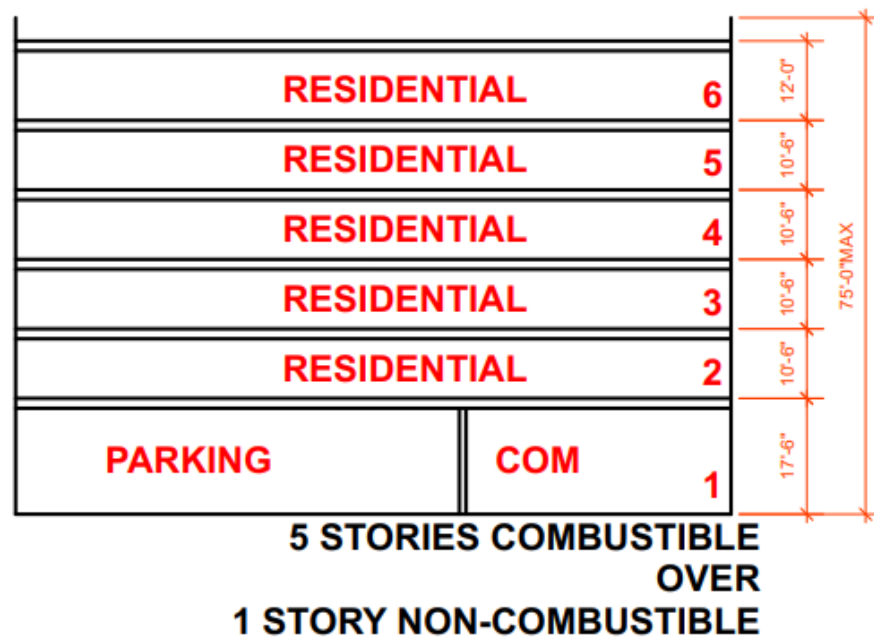 RESIDENTIAL 6 12'-0"
RESIDENTIAL 5 10'-6"
RESIDENTIAL 4 10'-6"
75'-0"MAX
RESIDENTIAL 3 10'-6"
RESIDENTIAL 2 10'-6"
PARKING COM 1 17'-6"
5 STORIES COMBUSTIBLE
OVER
1 STORY NON-COMBUSTIBLE